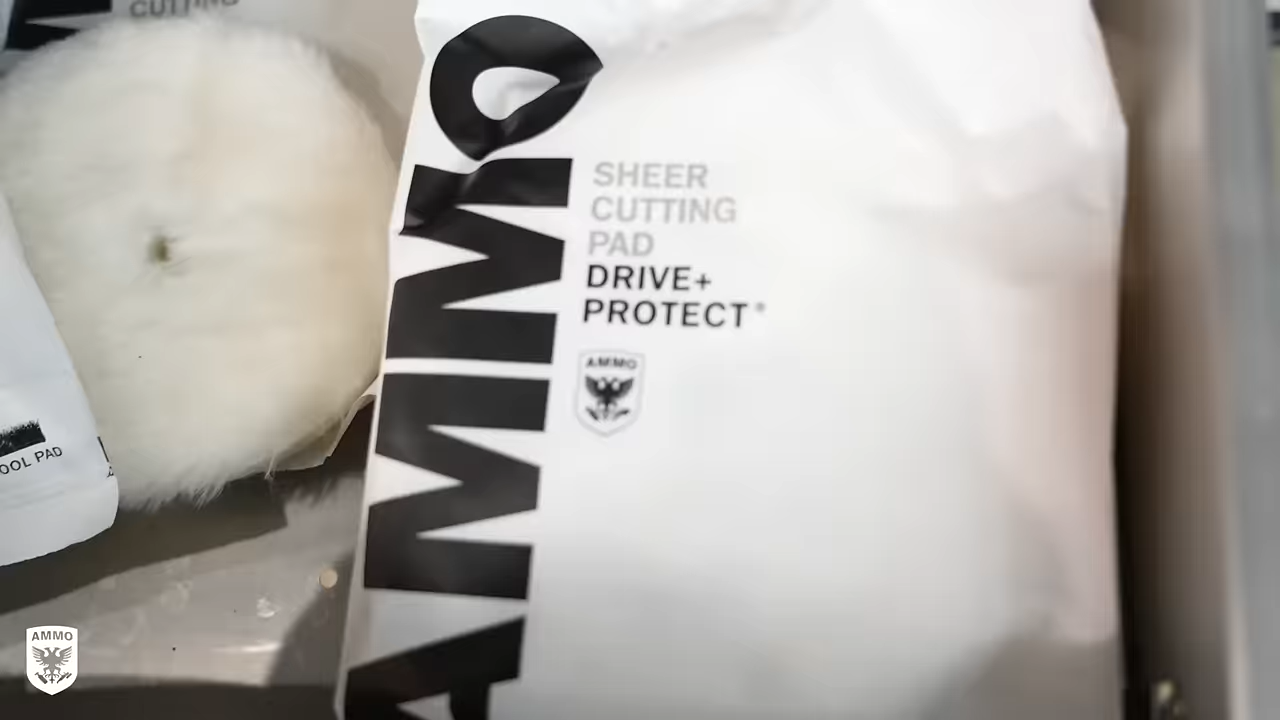 CUTTING
AMMO
SHEER
CUTTING
PAD
DRIVE+
PROTECT®
AMMO
OOL PAD
AMMO